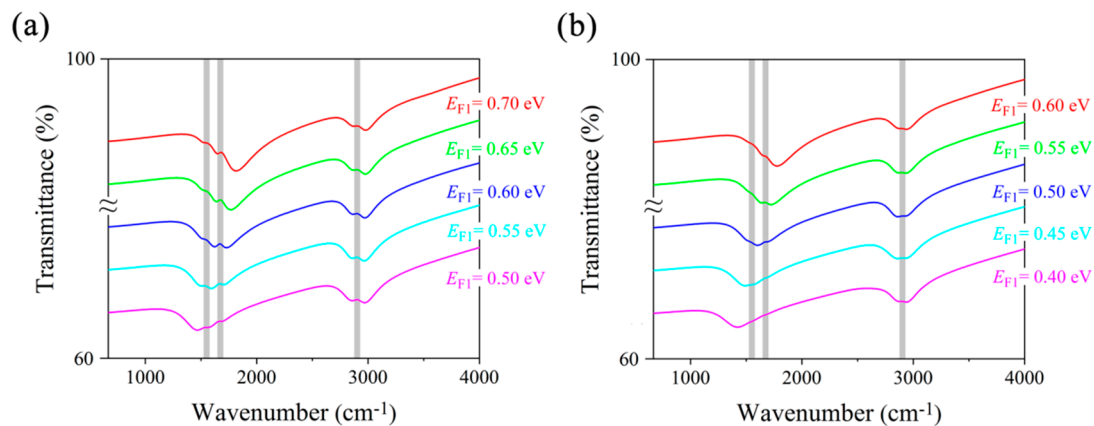 (a)
100
Transmittance (%)
60
E_F1= 0.70 eV
E_F1= 0.65 eV
E_F1= 0.60 eV
E_F1= 0.55 eV
E_F1= 0.50 eV
1000 2000 3000 4000
Wavenumber (cm⁻¹)
(b)
100
Transmittance (%)
60
E_F1= 0.60 eV
E_F1= 0.55 eV
E_F1= 0.50 eV
E_F1= 0.45 eV
E_F1= 0.40 eV
1000 2000 3000 4000
Wavenumber (cm⁻¹)